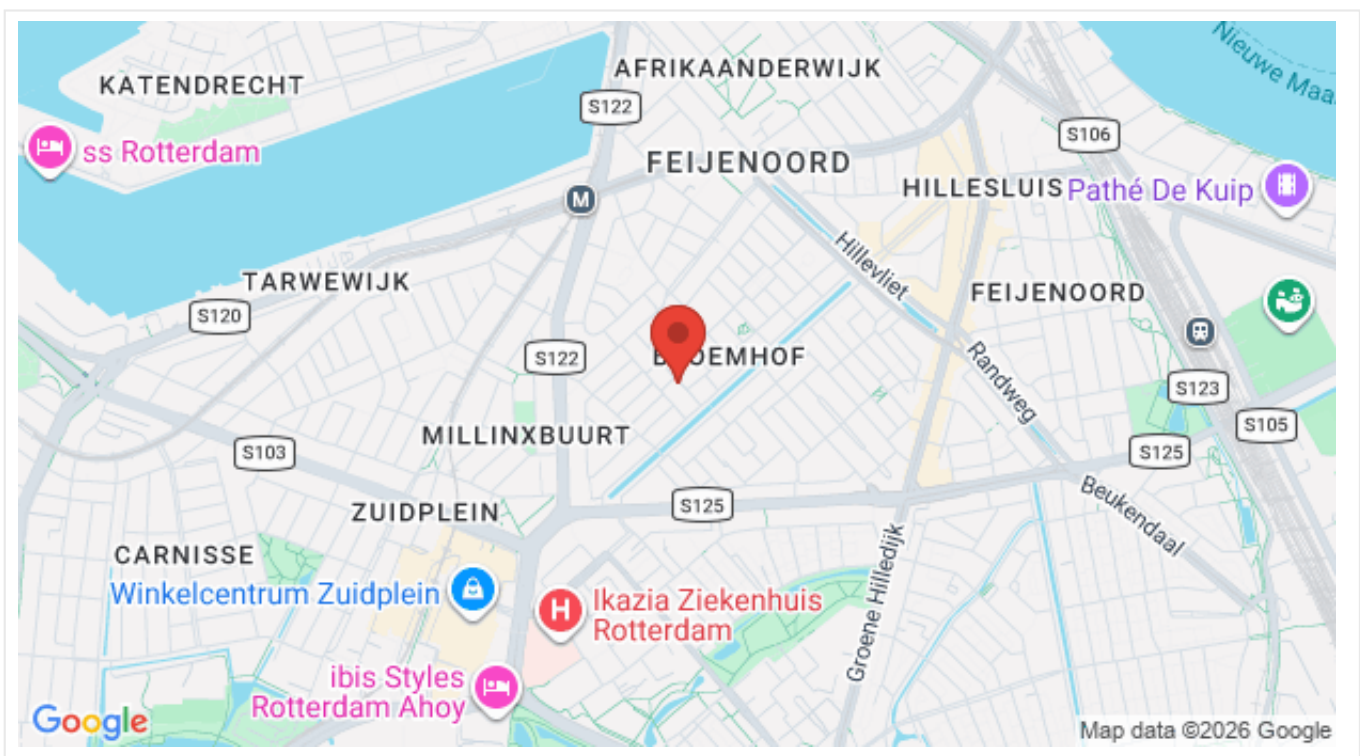 KATENDRECHT
AFRIKAANDERWIJK
Nieuwe Maa
S122
S106
ss Rotterdam
FEIJENOORD
HILLESLUIS
Pathé De Kuip
M
Hillevliet
TARWEWIJK
FEIJENOORD
S120
S122
Randweg
S123
MILLINXBUURT
S105
S103
S125
ZUIDPLEIN
S125
Beukendaal
CARNISSE
Groene Hilledijk
Winkelcentrum Zuidplein
H
Ikazia Ziekenhuis
Rotterdam
ibis Styles
Rotterdam Ahoy
Google
Map data ©2026 Google